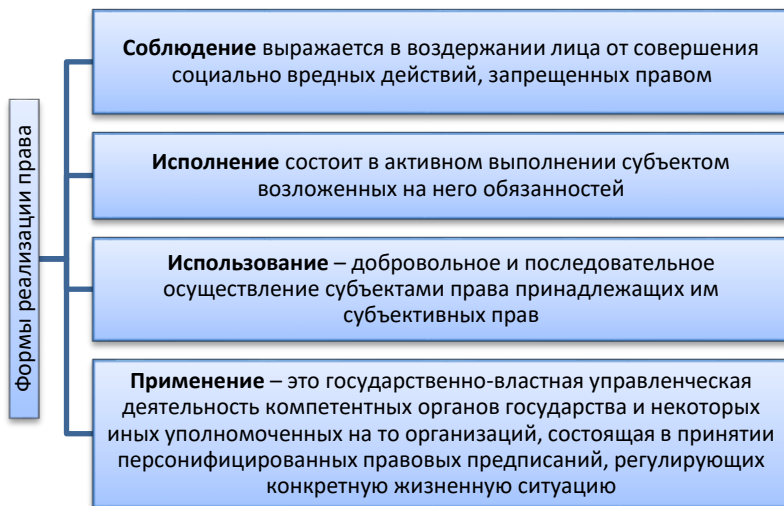 Формы реализации права
Соблюдение выражается в воздержании лица от совершения
социально вредных действий, запрещенных правом
Исполнение состоит в активном выполнении субъектом
возложенных на него обязанностей
Использование – добровольное и последовательное
осуществление субъектами права принадлежащих им
субъективных прав
Применение – это государственно-властная управленческая
деятельность компетентных органов государства и некоторых
иных уполномоченных на то организаций, состоящая в принятии
персонифицированных правовых предписаний, регулирующих
конкретную жизненную ситуацию